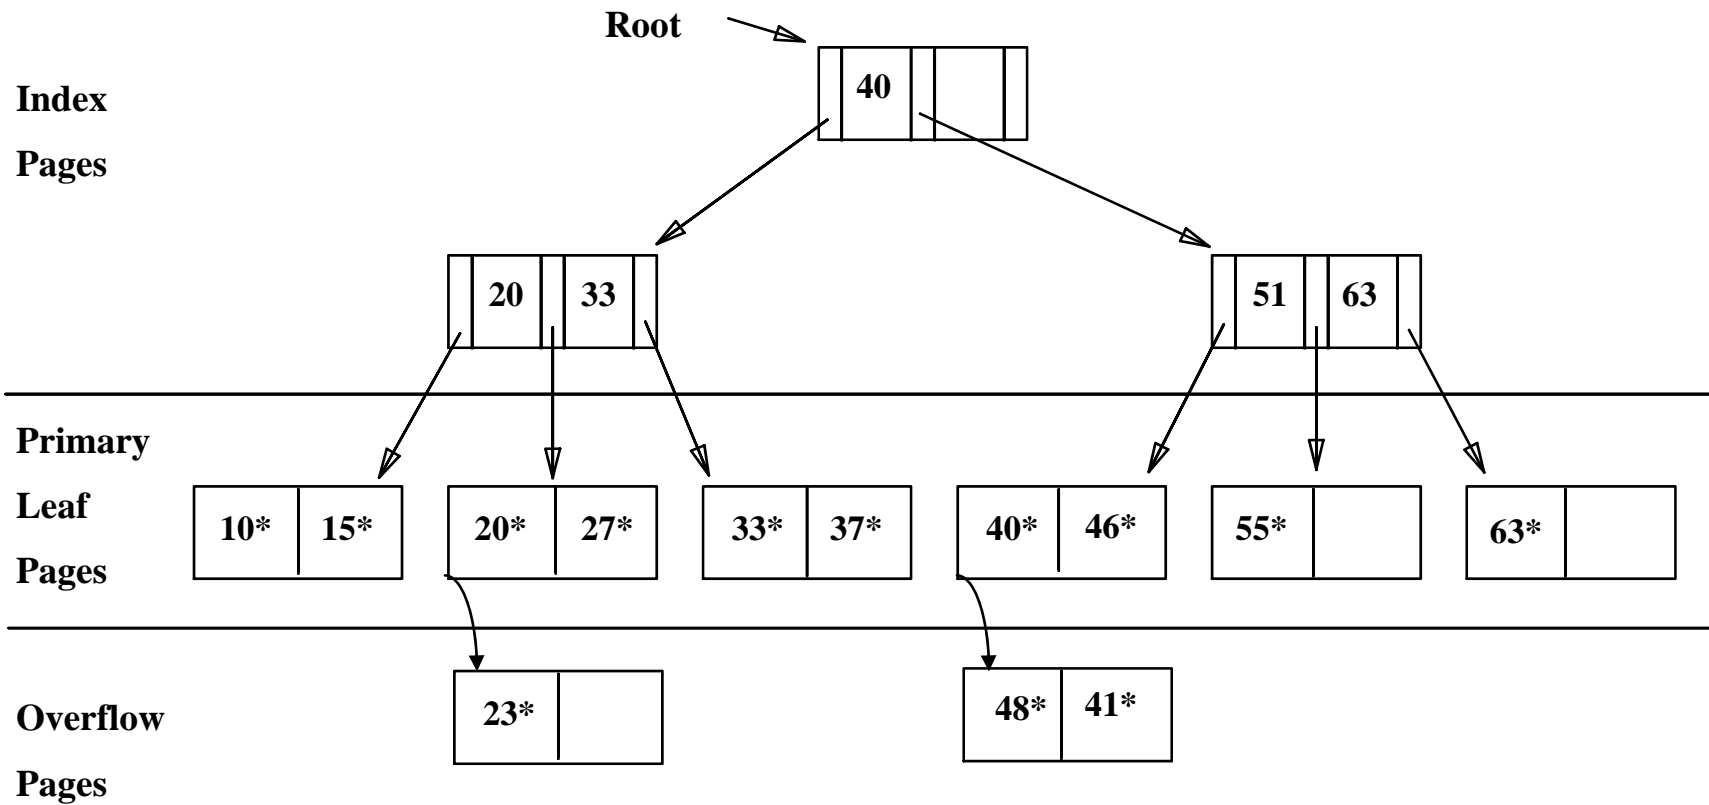 Root
40
Index
Pages
20 33 51 63
Primary
Leaf
Pages
10* 15* 20* 27* 33* 37* 40* 46* 55* 63*
23* 48* 41*
Overflow
Pages